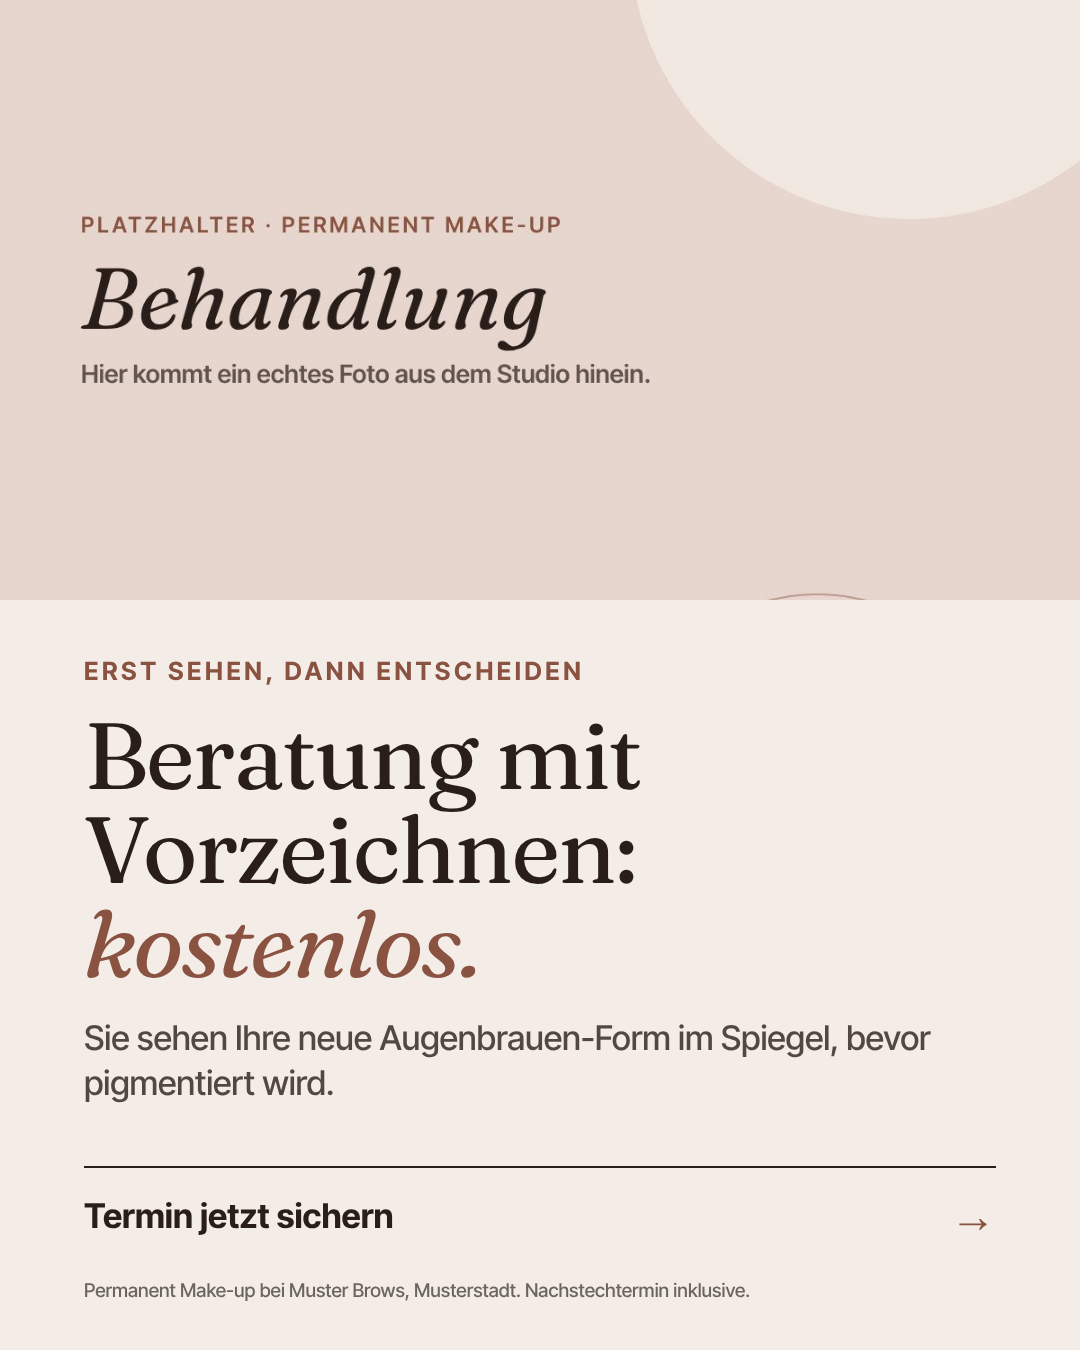 PLATZHALTER · PERMANENT MAKE-UP
Behandlung
Hier kommt ein echtes Foto aus dem Studio hinein.
ERST SEHEN, DANN ENTSCHEIDEN
Beratung mit
Vorzeichnen:
kostenlos.
Sie sehen Ihre neue Augenbrauen-Form im Spiegel, bevor
pigmentiert wird.
Termin jetzt sichern →
Permanent Make-up bei Muster Brows, Musterstadt. Nachstechtermin inklusive.